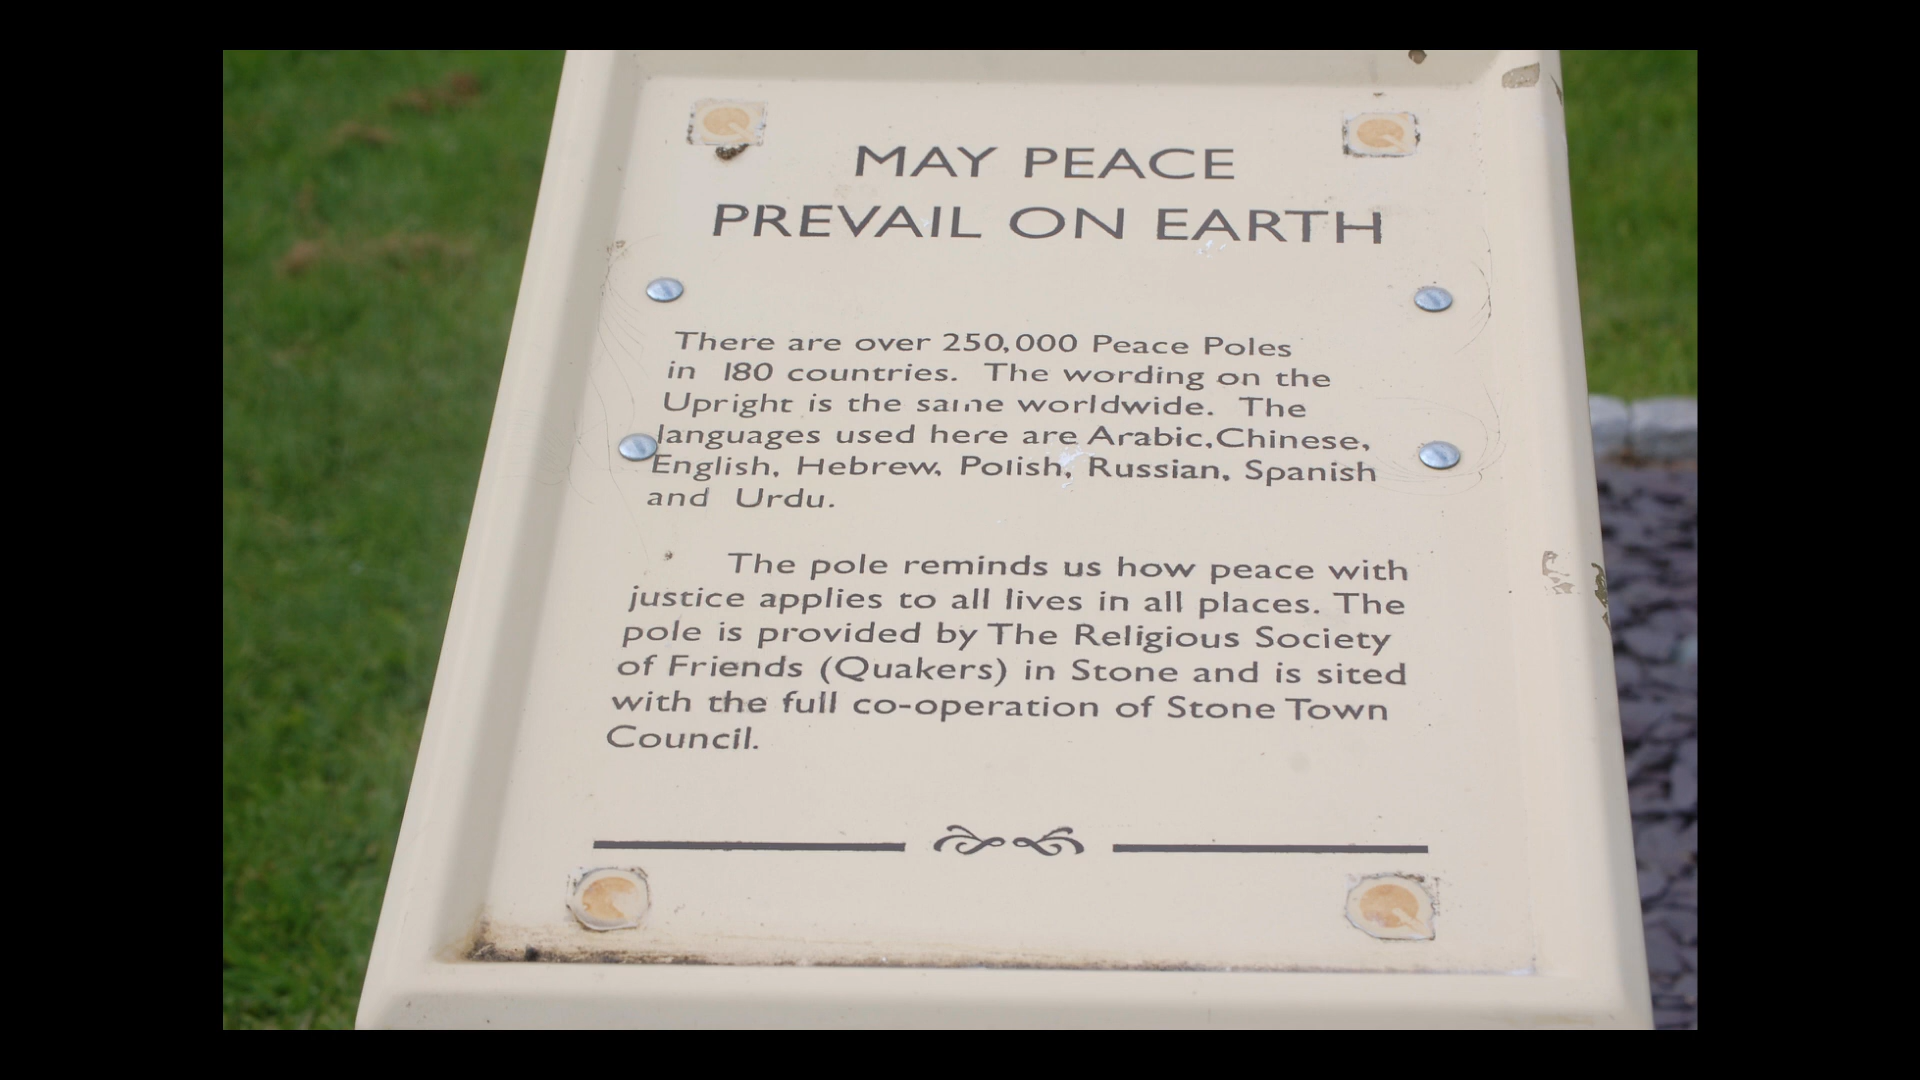 MAY PEACE
PREVAIL ON EARTH
There are over 250,000 Peace Poles
in 180 countries. The wording on the
Upright is the same worldwide. The
languages used here are Arabic,Chinese,
English, Hebrew, Polish, Russian, Spanish
and Urdu.
The pole reminds us how peace with
justice applies to all lives in all places. The
pole is provided by The Religious Society
of Friends (Quakers) in Stone and is sited
with the full co-operation of Stone Town
Council.